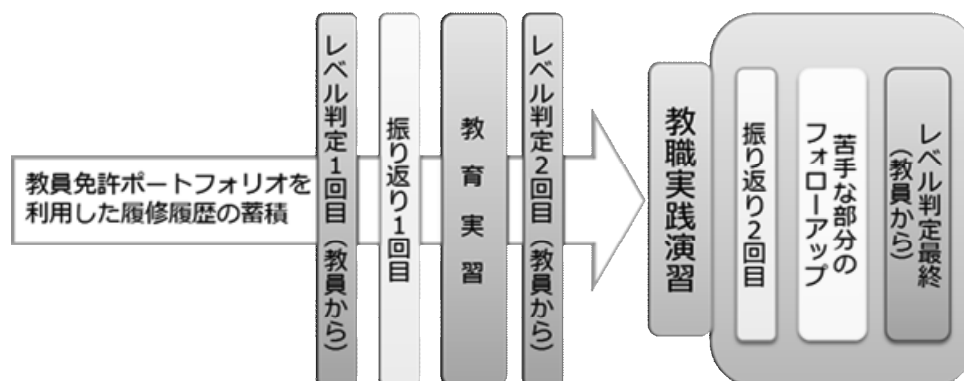 教員免許ポートフォリオを
利用した履修履歴の蓄積
レベル判定1回目(教員から)
振り返り1回目
教育実習
レベル判定2回目(教員から)
教職実践演習
振り返り2回目
苦手な部分の
フォローアップ
レベル判定最終
(教員から)